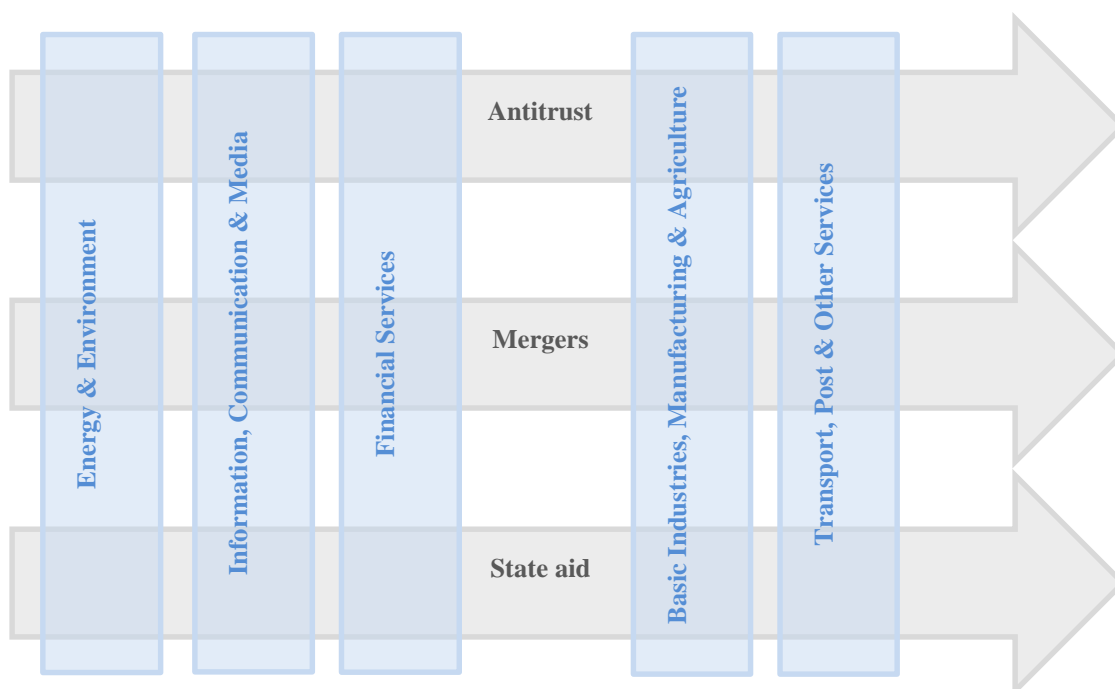 Antitrust
Mergers
State aid
Energy & Environment
Information, Communication & Media
Financial Services
Basic Industries, Manufacturing & Agriculture
Transport, Post & Other Services